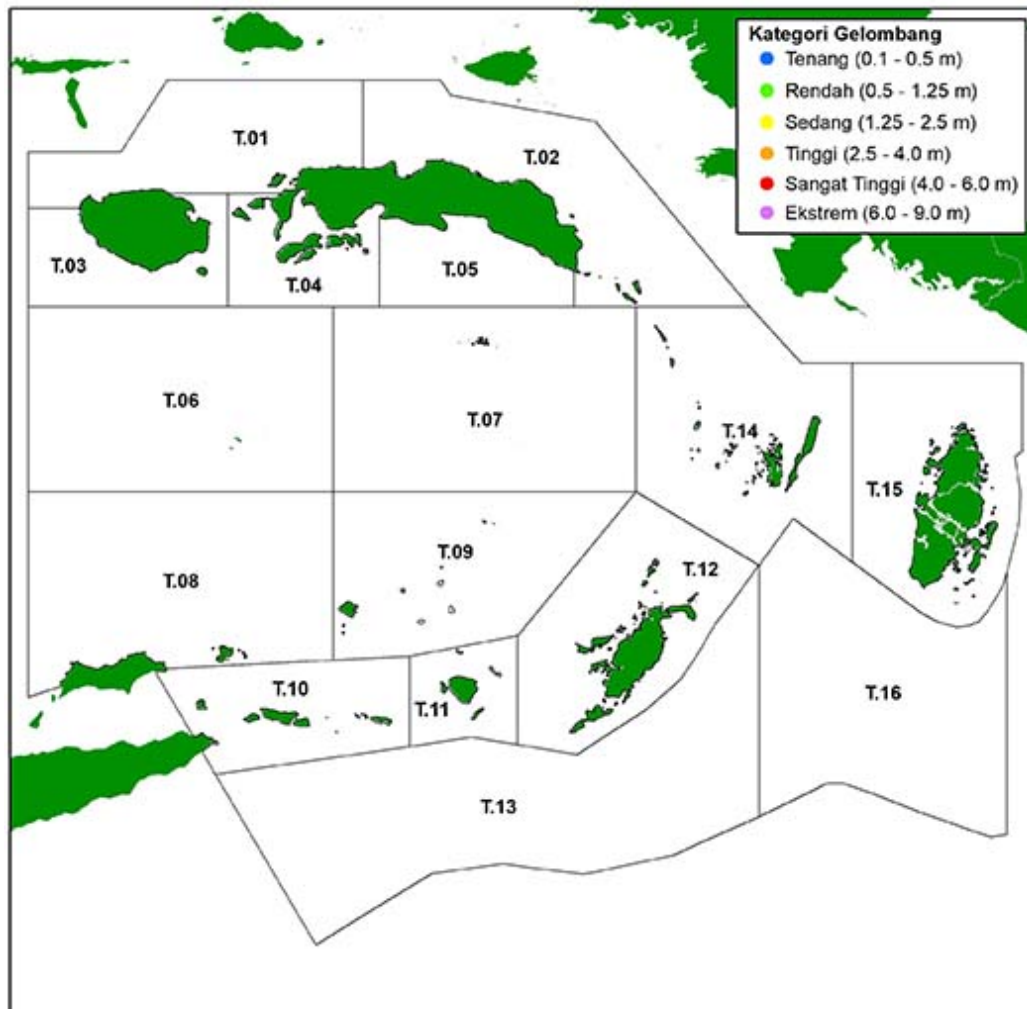 Kategori Gelombang
Tenang (0.1 - 0.5 m)
Rendah (0.5 - 1.25 m)
Sedang (1.25 - 2.5 m)
Tinggi (2.5 - 4.0 m)
Sangat Tinggi (4.0 - 6.0 m)
Ekstrem (6.0 - 9.0 m)
T.01
T.02
T.03
T.04
T.05
T.06
T.07
T.14
T.15
T.08
T.09
T.12
T.10
T.11
T.16
T.13